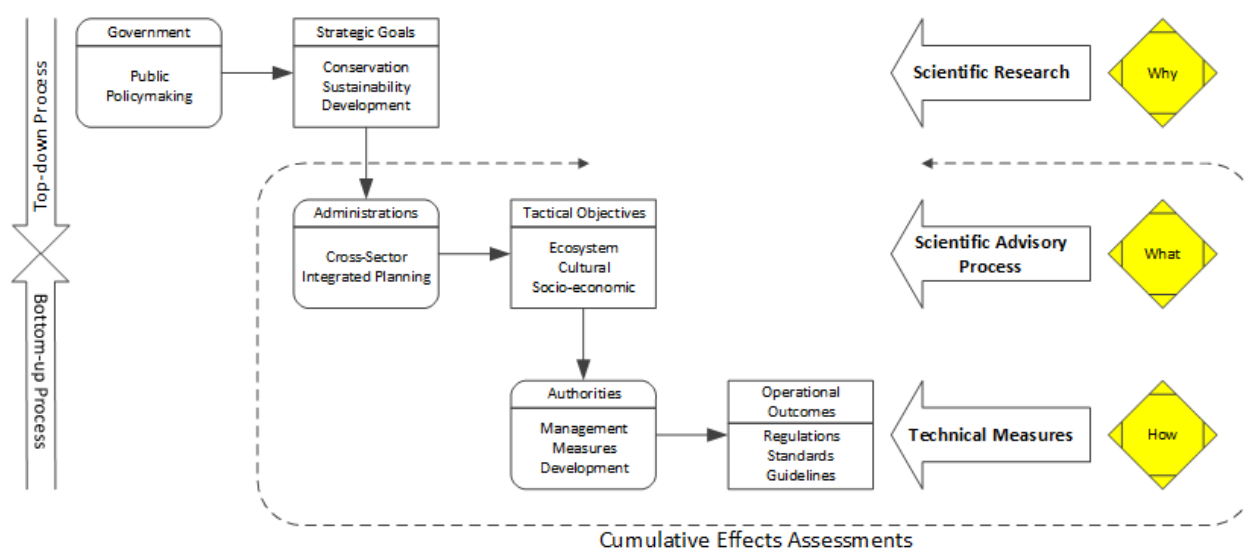 Government
Public
Policymaking
Strategic Goals
Conservation
Sustainability
Development
Scientific Research
Why
Top-down Process
Administrations
Cross-Sector
Integrated Planning
Tactical Objectives
Ecosystem
Cultural
Socio-economic
Scientific Advisory
Process
What
Bottom-up Process
Authorities
Management
Measures
Development
Operational
Outcomes
Regulations
Standards
Guidelines
Technical Measures
How
Cumulative Effects Assessments